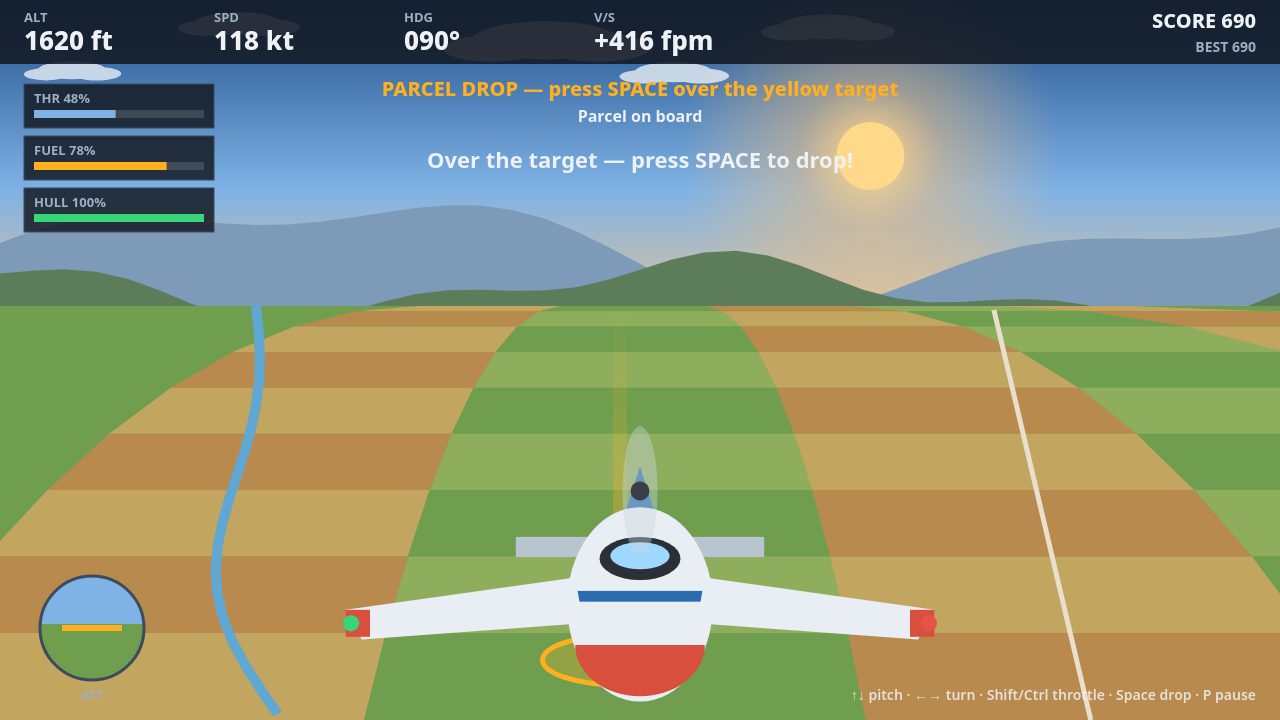 ALT
1620 ft
SPD
118 kt
HDG
090°
V/S
+416 fpm
SCORE 690
BEST 690
THR 48%
FUEL 78%
HULL 100%
PARCEL DROP — press SPACE over the yellow target
Parcel on board
Over the target — press SPACE to drop!
ATT
↑↓ pitch · ←→ turn · Shift/Ctrl throttle · Space drop · P pause